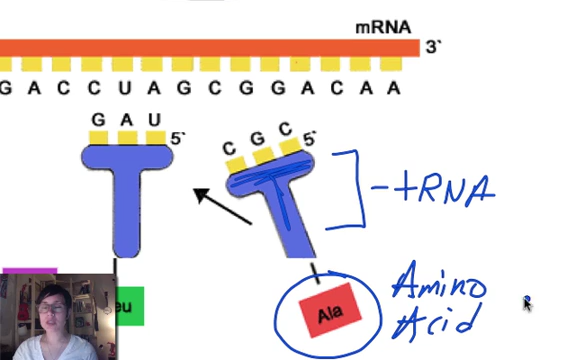 mRNA
3`
G A C C U A G C G G A C A A
G A U
5`
C G C
5`
-tRNA
eu
Ala
Amino
Acid